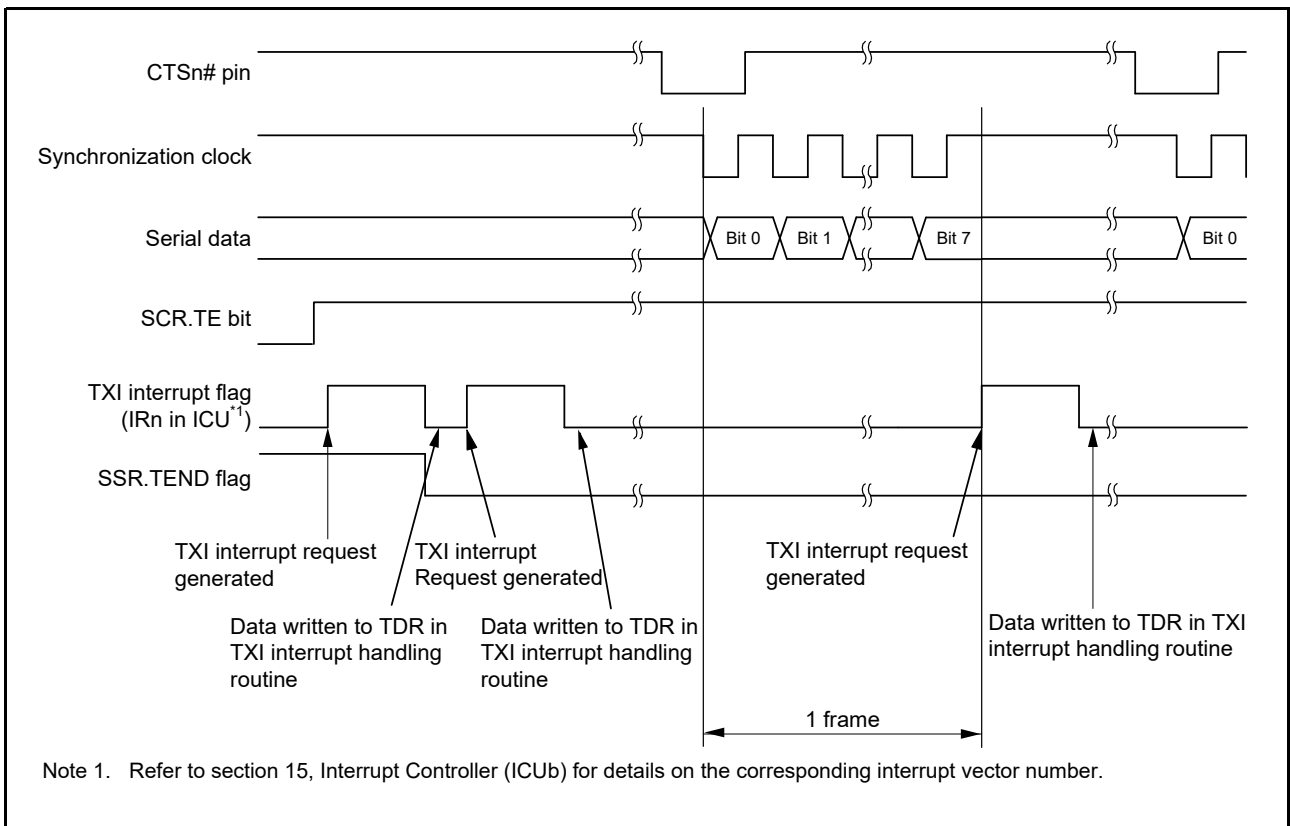 CTSn# pin
Synchronization clock
Serial data
Bit 0
Bit 1
Bit 7
Bit 0
SCR.TE bit
TXI interrupt flag
(IRn in ICU*1)
SSR.TEND flag
TXI interrupt request
generated
TXI interrupt
Request generated
TXI interrupt request
generated
Data written to TDR in
TXI interrupt handling
routine
Data written to TDR in
TXI interrupt handling
routine
Data written to TDR in TXI
interrupt handling routine
1 frame
Note 1. Refer to section 15, Interrupt Controller (ICUb) for details on the corresponding interrupt vector number.